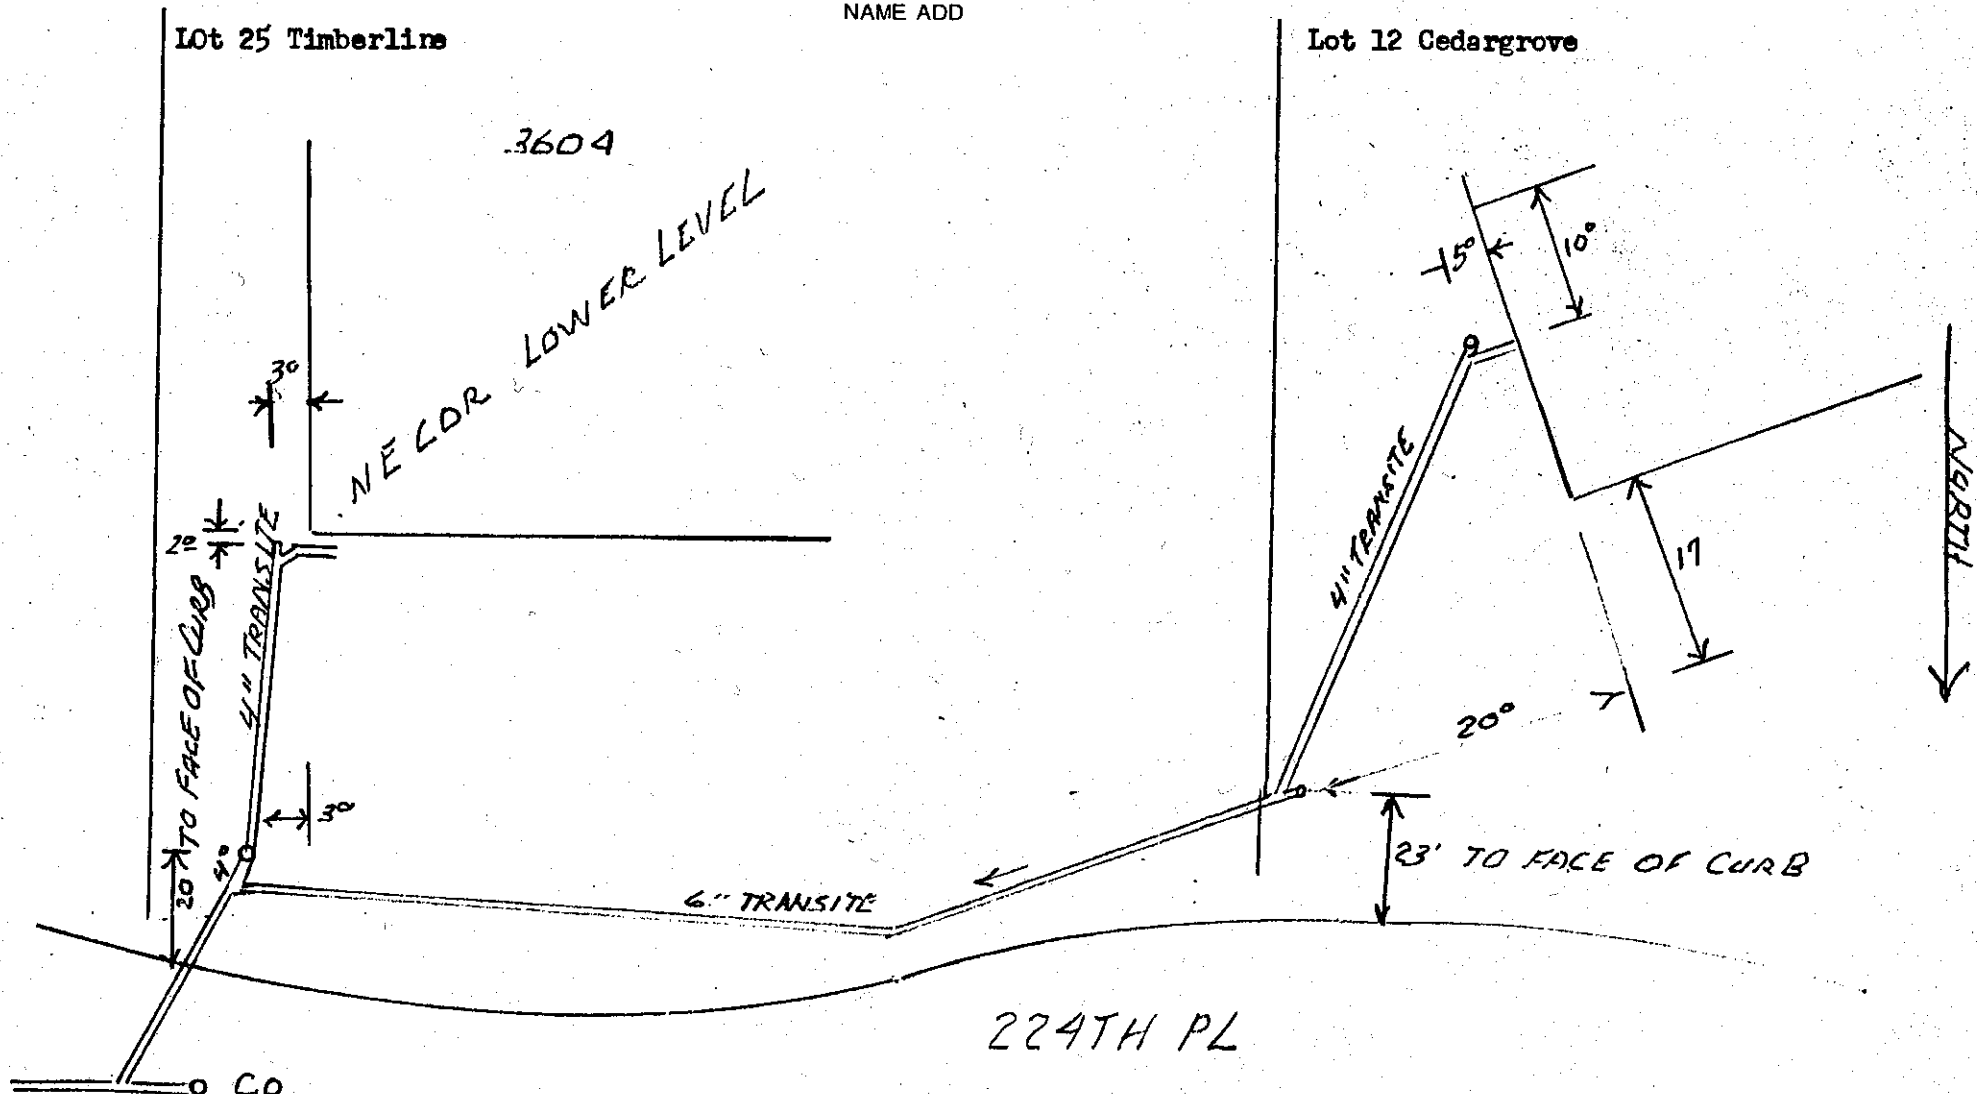 NAME ADD
LOt 25 Timberline
Lot 12 Cedargrove
3604
NE COR LOWER LEVEL
3°
2°
4" TRANSITE
20 TO FACE OF CURB
4°
3°
6" TRANSITE
5°
10°
4" TRANSITE
17
20°
23' TO FACE OF CURB
NORTH
224TH PL
CO